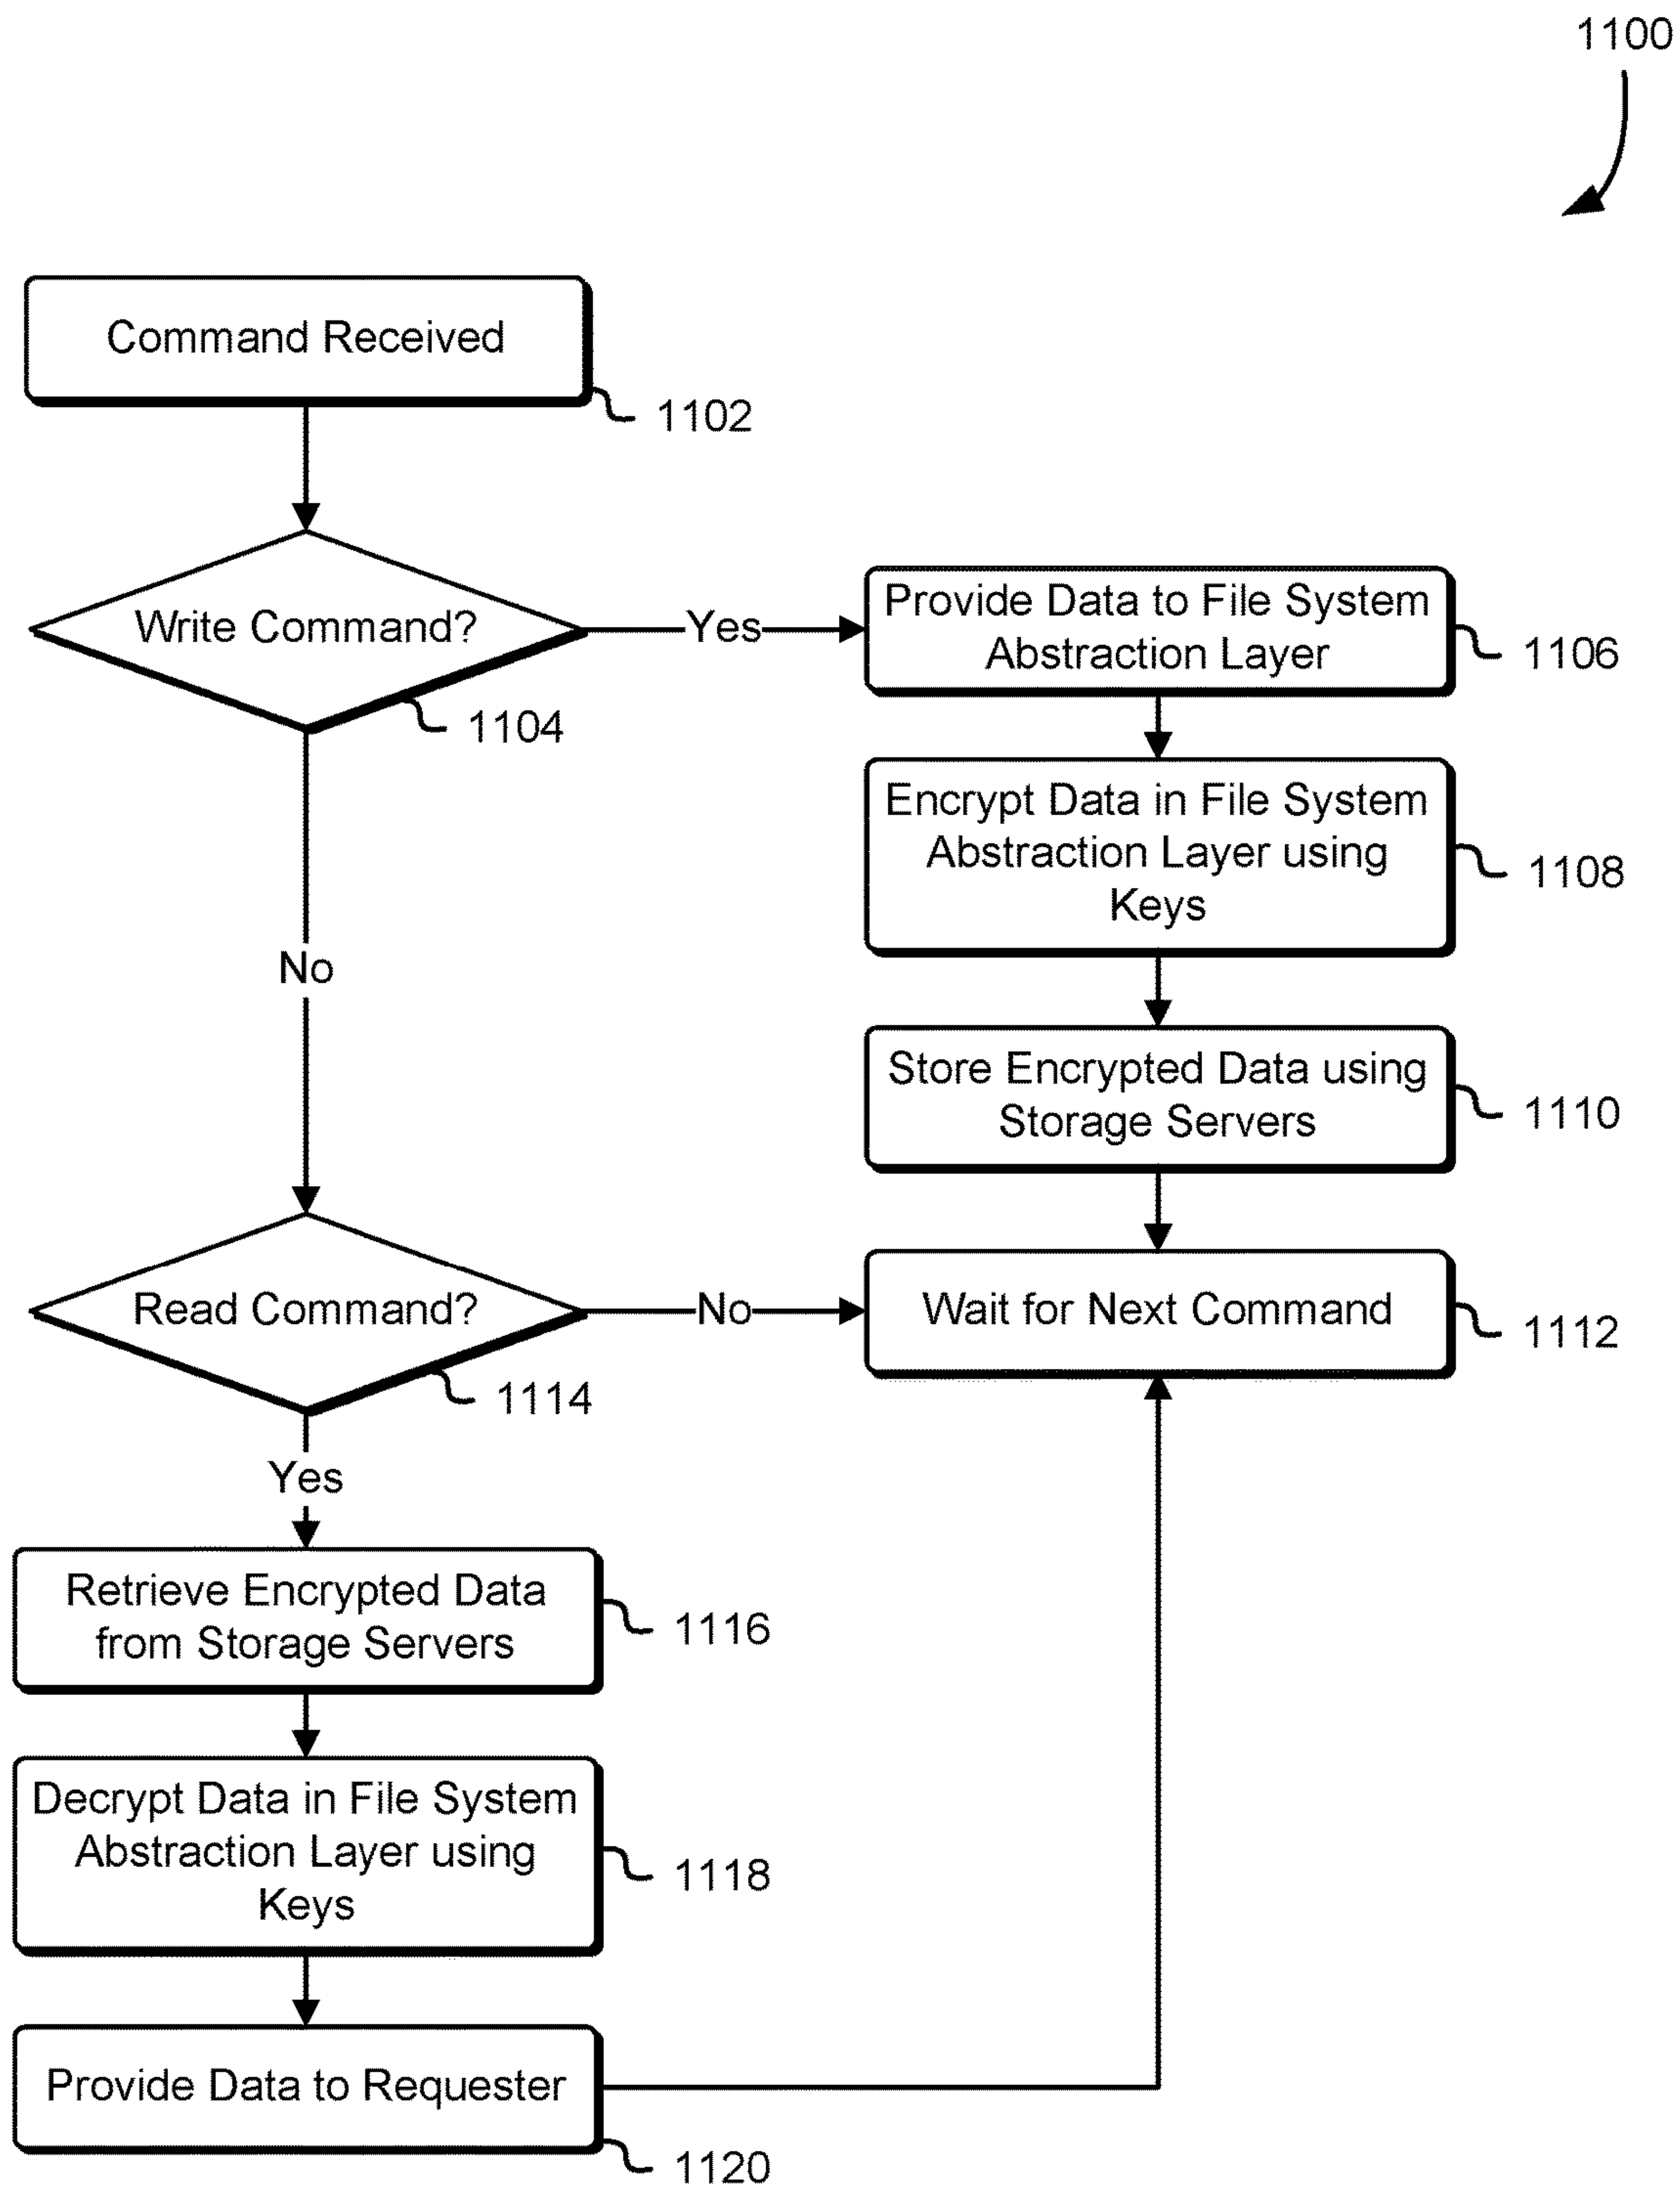 1100
Command Received
1102
Write Command?
1104
Yes
Provide Data to File System
Abstraction Layer
1106
Encrypt Data in File System
Abstraction Layer using
Keys
1108
No
Store Encrypted Data using
Storage Servers
1110
Read Command?
1114
No
Wait for Next Command
1112
Yes
Retrieve Encrypted Data
from Storage Servers
1116
Decrypt Data in File System
Abstraction Layer using
Keys
1118
Provide Data to Requester
1120